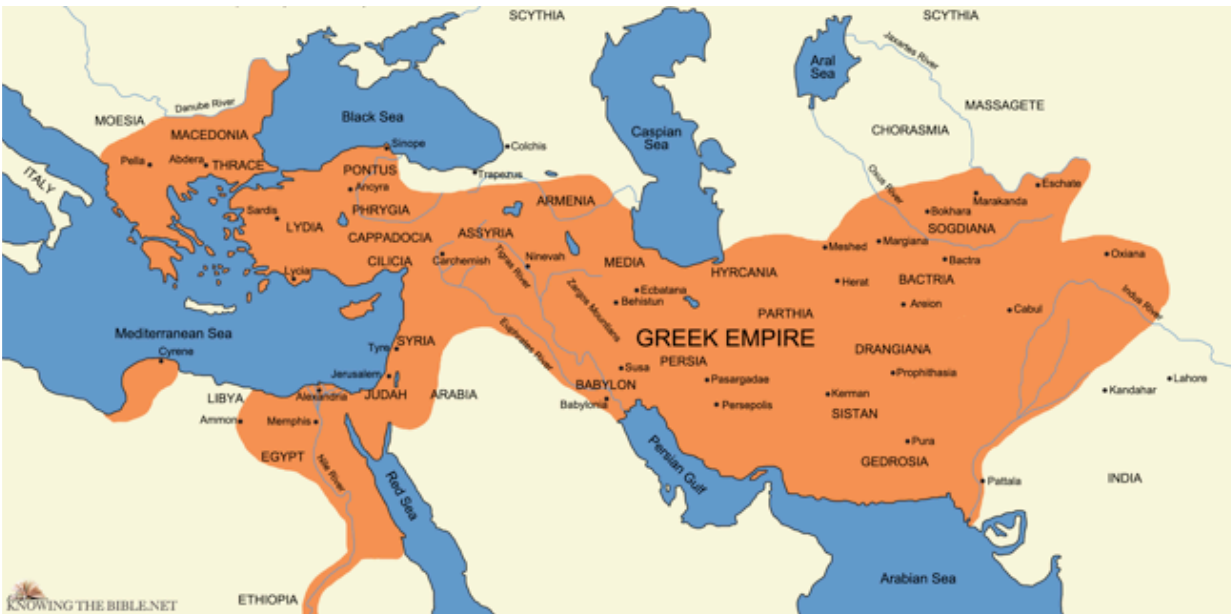 SCYTHIA
SCYTHIA
Jaxartes River
Aral
Sea
Danube River
MOESIA
MASSAGETE
Black Sea
MACEDONIA
CHORASMIA
Caspian
Sea
Sinope
Colchis
Pella
Abdera
THRACE
ITALY
PONTUS
Trapezus
Oxus River
Eschate
Ancyra
Marakanda
ARMENIA
PHRYGIA
Bokhara
Sardis
LYDIA
SOGDIANA
ASSYRIA
CAPPADOCIA
Margiana
Meshed
Oxiana
CILICIA
Carchemish
Tigras River
Ninevah
MEDIA
Bactra
Lycia
HYRCANIA
BACTRIA
Herat
Zargos Mountians
Ecbatana
Behistun
Areion
Cabul
Indus River
PARTHIA
Mediterranean Sea
GREEK EMPIRE
Euphrates River
SYRIA
Tyre
Cyrene
DRANGIANA
PERSIA
Susa
Prophithasia
Jerusalem
Pasargadae
Lahore
BABYLON
Kandahar
LIBYA
Alexandria
JUDAH
ARABIA
Kerman
Babylonia
Persepolis
SISTAN
Ammon
Memphis
Pura
EGYPT
GEDROSIA
Nile River
Red Sea
Persian Gulf
Pattala
INDIA
Arabian Sea
ETHIOPIA
KNOWING THE BIBLE.NET